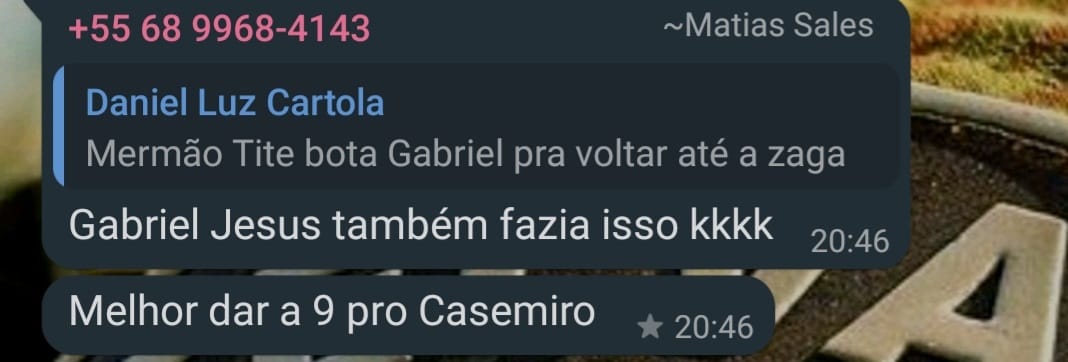 +55 68 9968-4143 ~Matias Sales
Daniel Luz Cartola
Mermão Tite bota Gabriel pra voltar até a zaga
Gabriel Jesus também fazia isso kkkk 20:46
Melhor dar a 9 pro Casemiro ★ 20:46